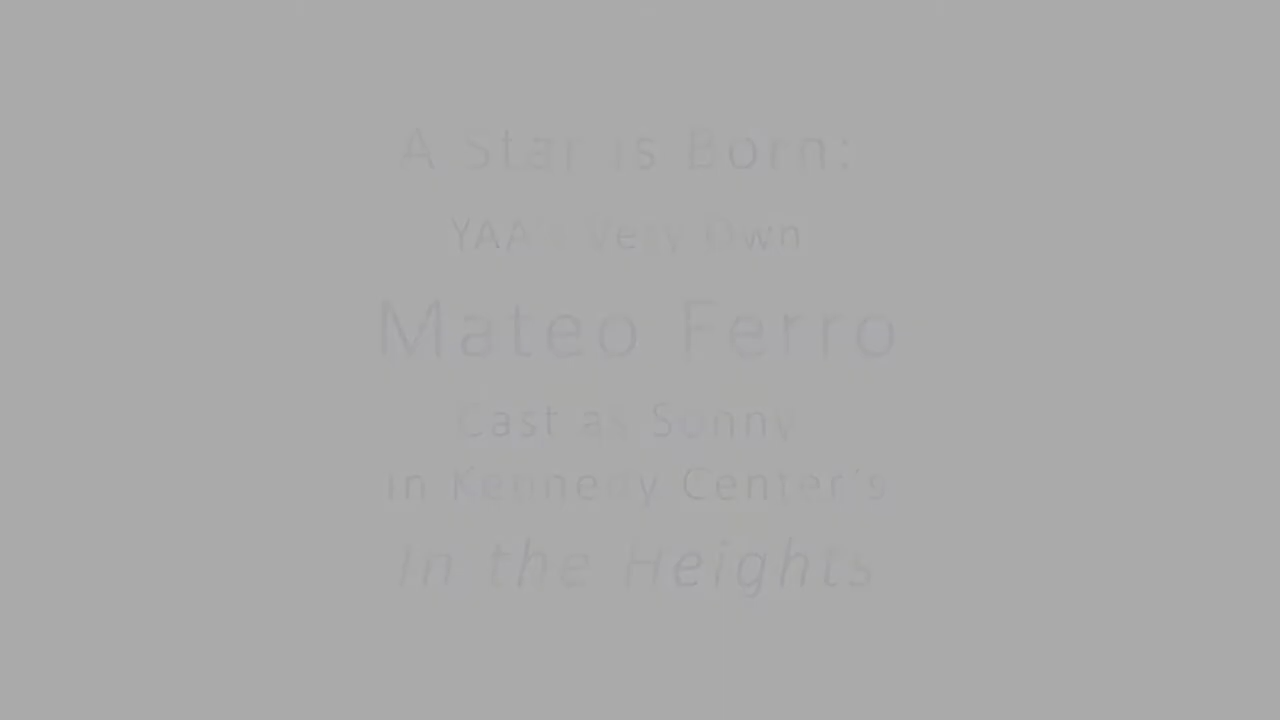 A Star is Born:
YAA's Very Own
Mateo Ferro
Cast as Sonny
in Kennedy Center's
In the Heights